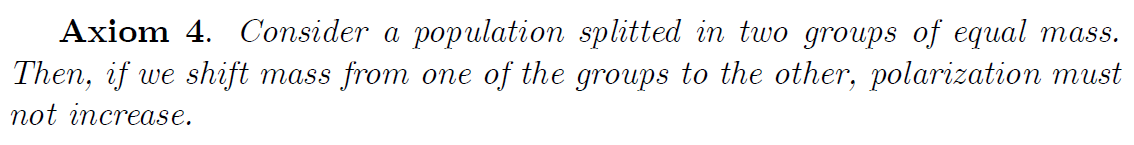 Axiom 4. Consider a population splitted in two groups of equal mass.
Then, if we shift mass from one of the groups to the other, polarization must
not increase.